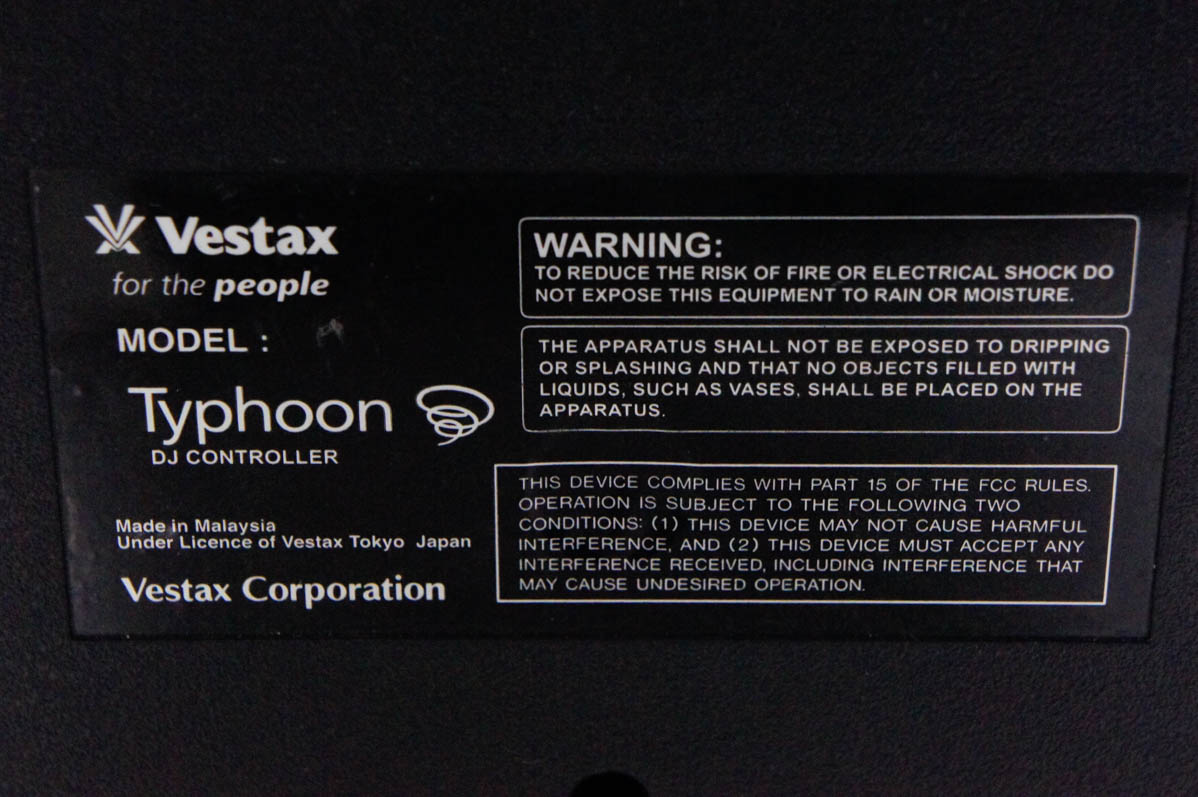 Vestax
for the people
MODEL :
Typhoon
DJ CONTROLLER
Made in Malaysia
Under Licence of Vestax Tokyo Japan
Vestax Corporation
WARNING:
TO REDUCE THE RISK OF FIRE OR ELECTRICAL SHOCK DO
NOT EXPOSE THIS EQUIPMENT TO RAIN OR MOISTURE.
THE APPARATUS SHALL NOT BE EXPOSED TO DRIPPING
OR SPLASHING AND THAT NO OBJECTS FILLED WITH
LIQUIDS, SUCH AS VASES, SHALL BE PLACED ON THE
APPARATUS.
THIS DEVICE COMPLIES WITH PART 15 OF THE FCC RULES.
OPERATION IS SUBJECT TO THE FOLLOWING TWO
CONDITIONS: (1) THIS DEVICE MAY NOT CAUSE HARMFUL
INTERFERENCE, AND (2) THIS DEVICE MUST ACCEPT ANY
INTERFERENCE RECEIVED, INCLUDING INTERFERENCE THAT
MAY CAUSE UNDESIRED OPERATION.